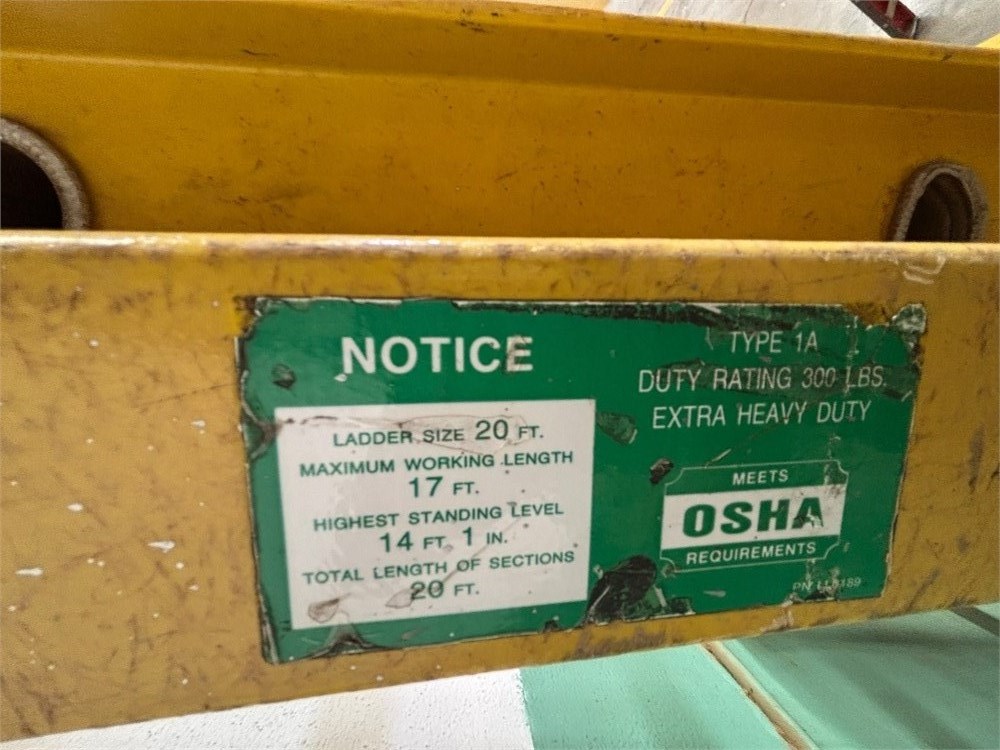 NOTICE
LADDER SIZE 20 FT.
MAXIMUM WORKING LENGTH
17 FT.
HIGHEST STANDING LEVEL
14 FT. 1 IN.
TOTAL LENGTH OF SECTIONS
20 FT.
TYPE 1A
DUTY RATING 300 LBS.
EXTRA HEAVY DUTY
MEETS
OSHA
REQUIREMENTS
PN